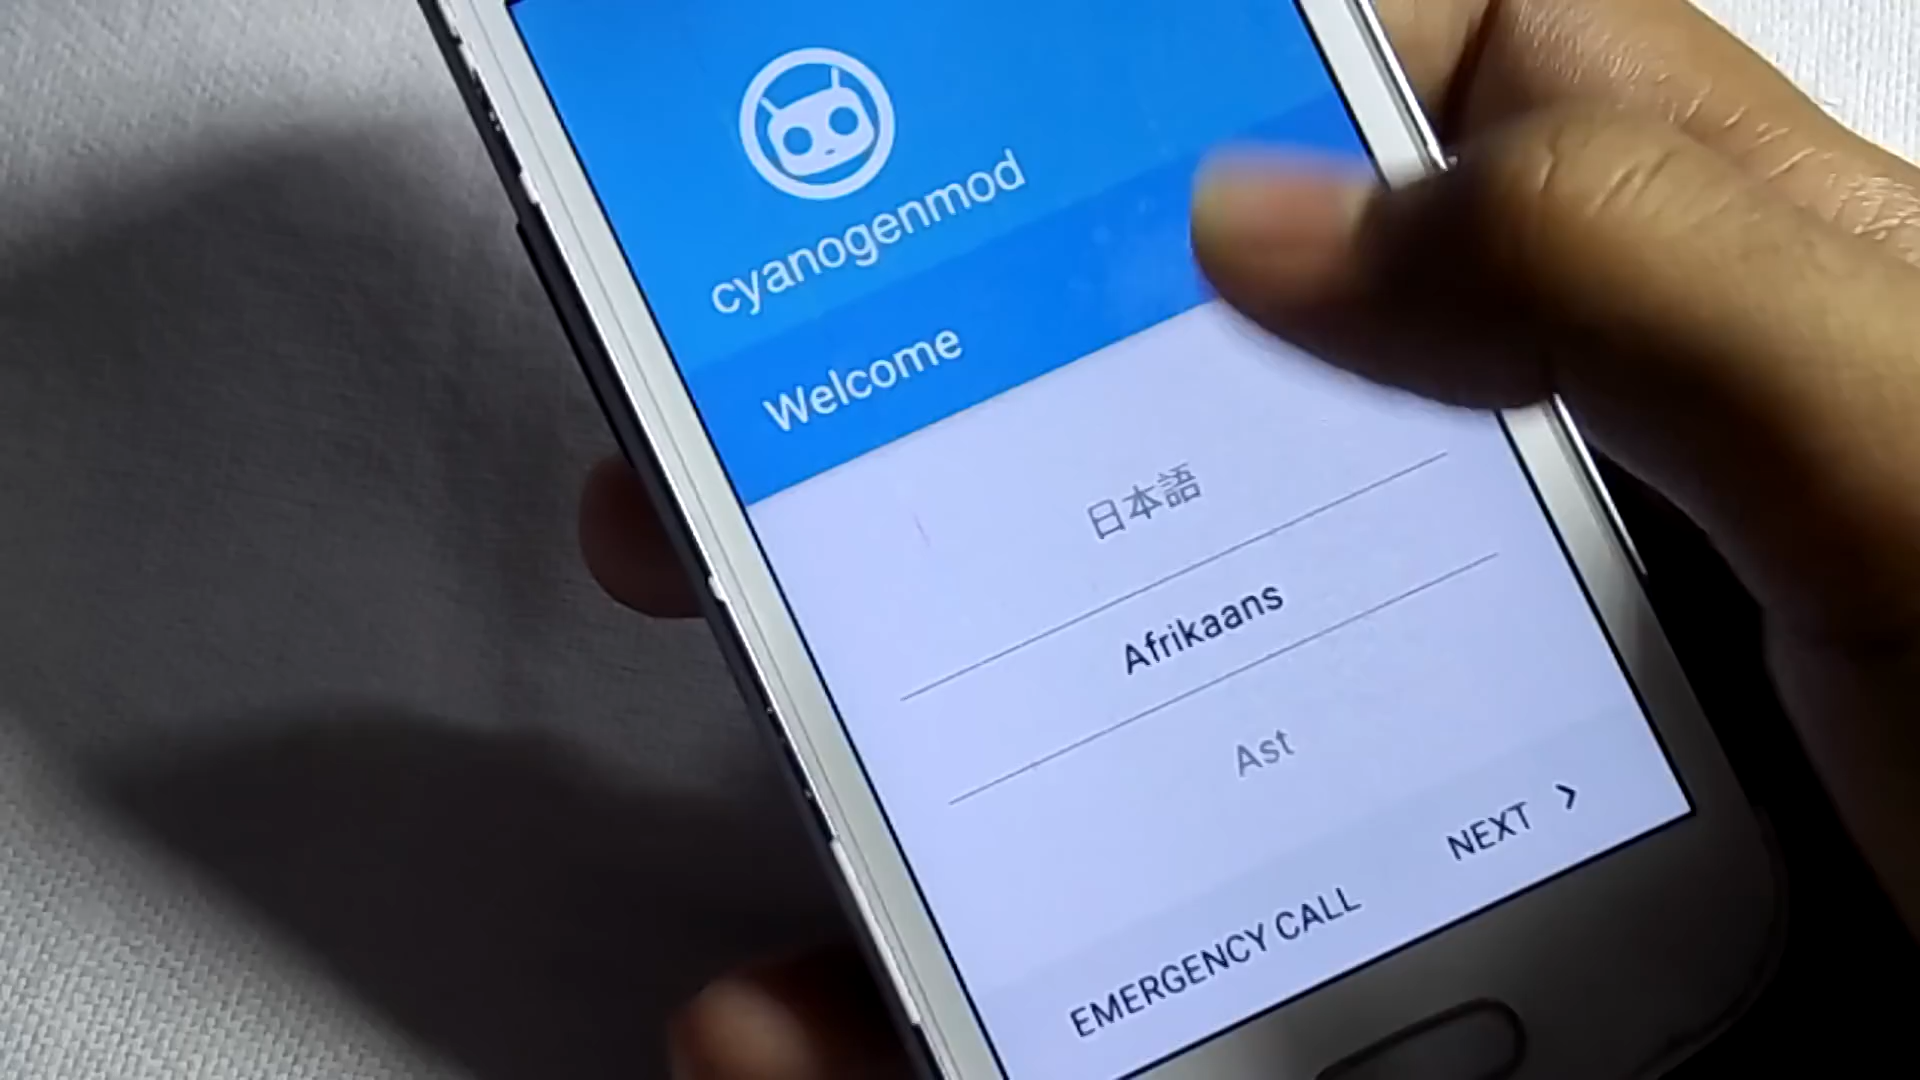 cyanogenmod
Welcome
日本語
Afrikaans
Ast
NEXT >
EMERGENCY CALL